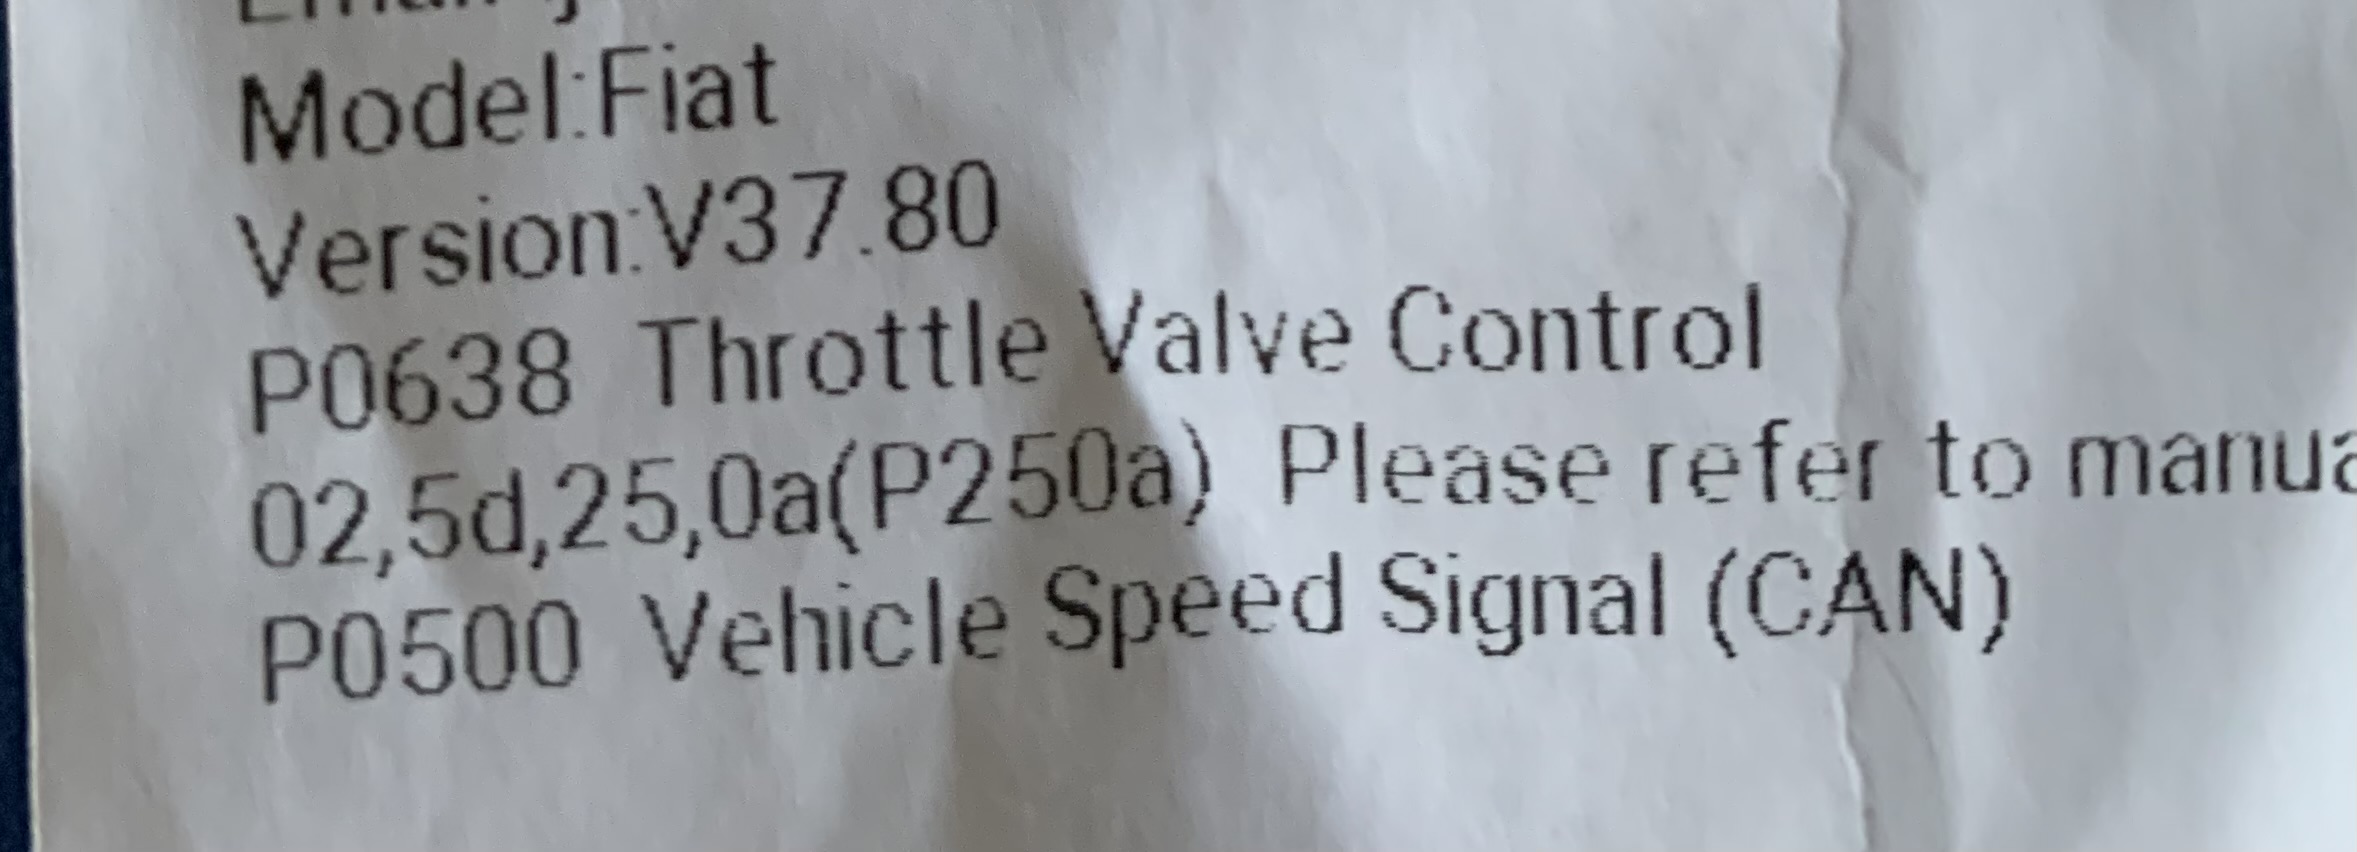 Model:Fiat
Version:V37.80
P0638 Throttle Valve Control
02,5d,25,0a(P250a) Please refer to manua
P0500 Vehicle Speed Signal (CAN)